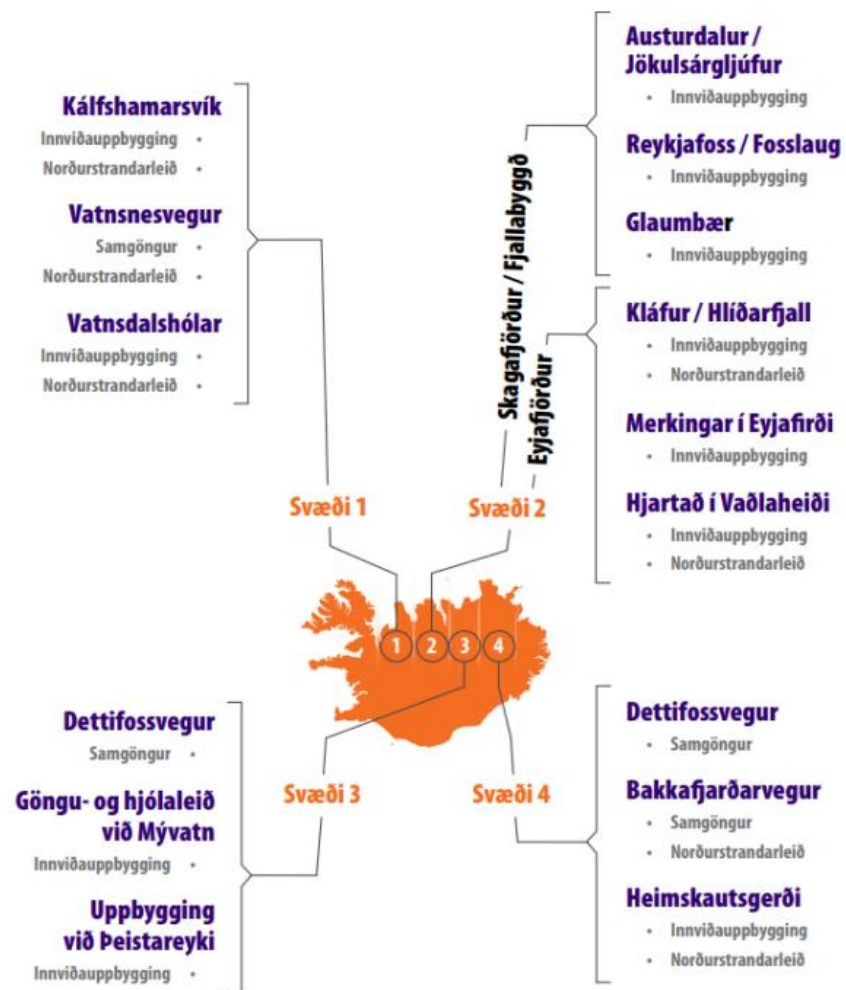 Kálfshamarsvík
Innviðauppbygging •
Norðurstrandarleið •
Vatnsnesvegur
Samgöngur •
Norðurstrandarleið •
Vatnsdalshólar
Innviðauppbygging •
Norðurstrandarleið •
Svæði 1
Skagafjörður / Fjallabyggð
Eyjafjörður
Svæði 2
Austurdalur /
Jökulsárgljúfur
• Innviðauppbygging
Reykjafoss / Fosslaug
• Innviðauppbygging
Glaumbær
• Innviðauppbygging
Kláfur / Hlíðarfjall
• Innviðauppbygging
• Norðurstrandarleið
Merkingar í Eyjafirði
• Innviðauppbygging
Hjartað í Vaðlaheiði
• Innviðauppbygging
• Norðurstrandarleið
1 2 3 4
Dettifossvegur
Samgöngur •
Göngu- og hjólaleið
við Mývatn
Innviðauppbygging •
Uppbygging
við Þeistareyki
Innviðauppbygging •
Svæði 3
Svæði 4
Dettifossvegur
• Samgöngur
Bakkafjarðarvegur
• Samgöngur
• Norðurstrandarleið
Heimskautsgerði
• Innviðauppbygging
• Norðurstrandarleið